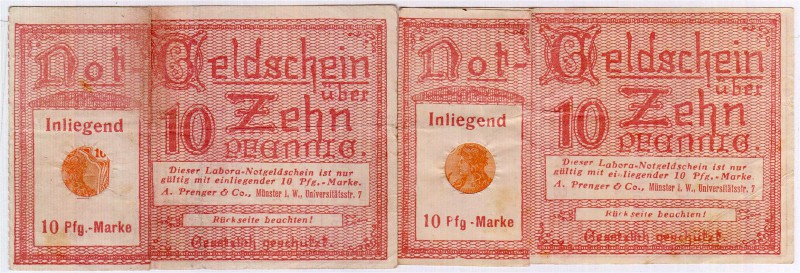 Not-Geldschein
über
10 Zehn
Pfennig.
Inliegend
10
10 Pfg.-Marke
Dieser Labora-Notgeldschein ist nur
gültig mit einliegender 10 Pfg.-Marke.
A. Prenger & Co., Münster i. W., Universitätsstr. 7
Rückseite beachten!
Gesetzlich geschützt.
Not-Geldschein
über
10 Zehn
Pfennig.
Inliegend
10 Pfg.-Marke
Dieser Labora-Notgeldschein ist nur
gültig mit ei-liegender 10 Pfg.-Marke.
A. Prenger & Co., Münster i. W., Universitätsstr. 7
Rückseite beachten!
Gesetzlich geschützt.